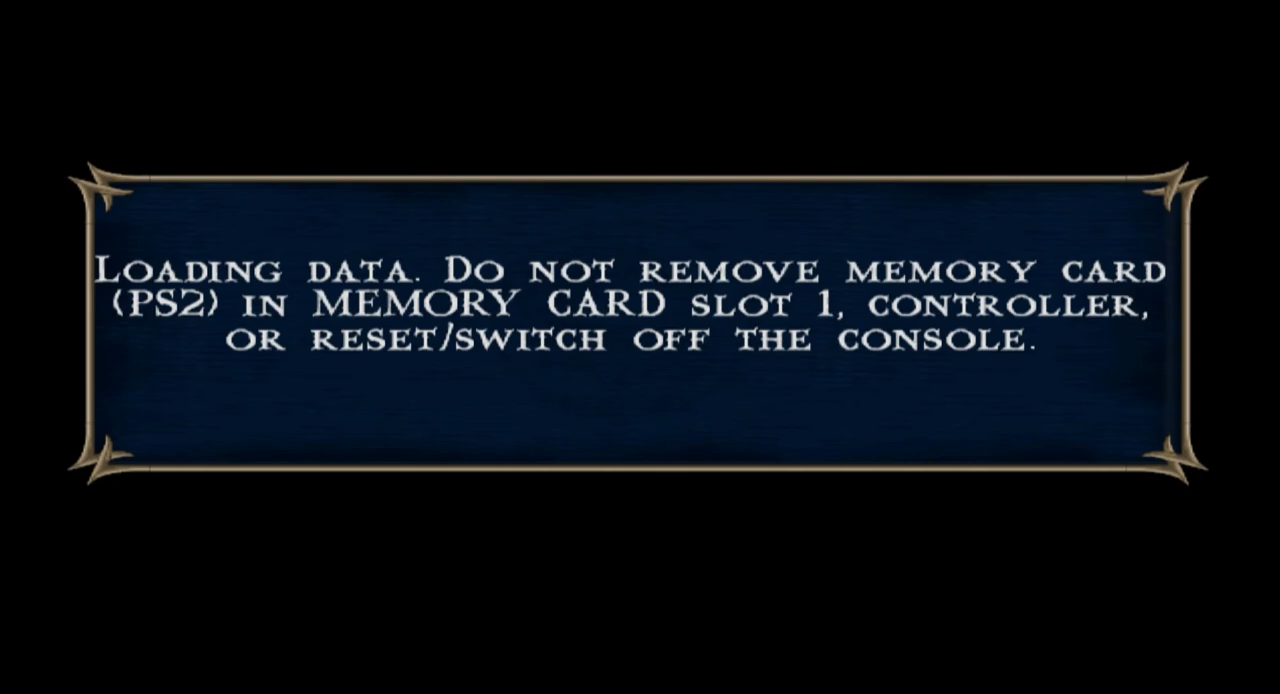 Loading data. Do not remove memory card
(PS2) in MEMORY CARD slot 1, controller,
or reset/switch off the console.